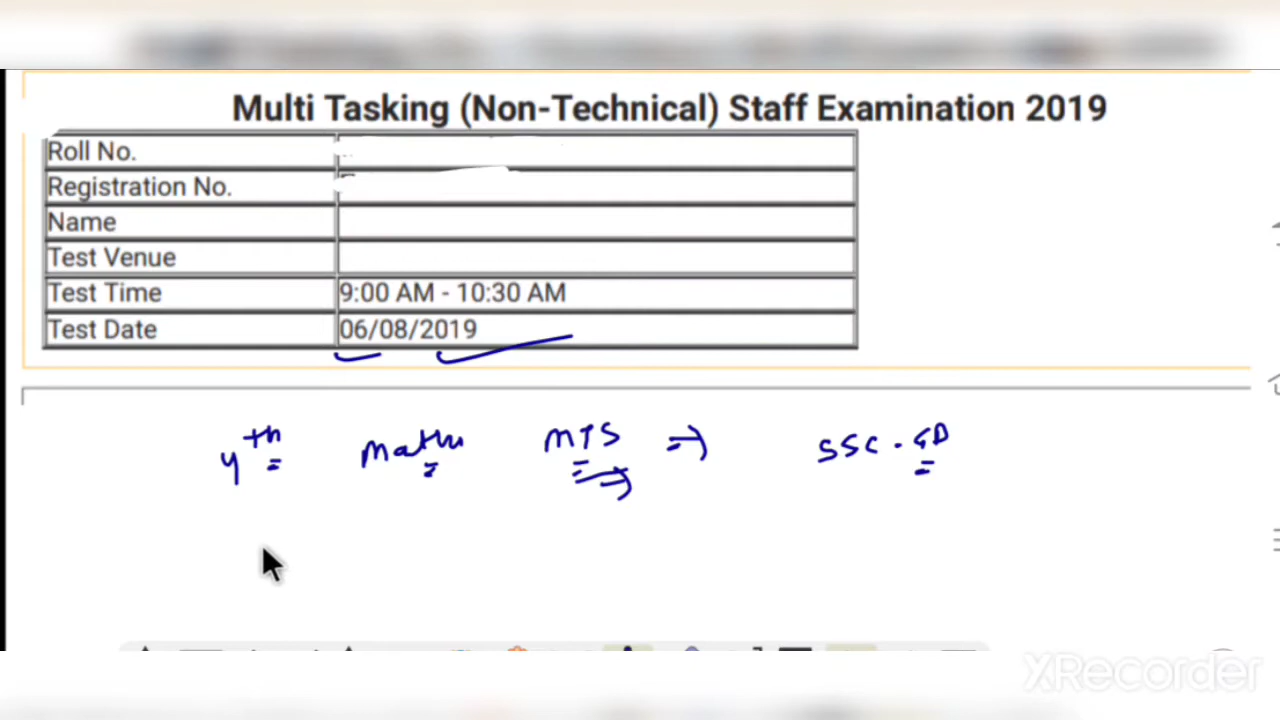 Multi Tasking (Non-Technical) Staff Examination 2019
Roll No.
Registration No.
Name
Test Venue
Test Time 9:00 AM - 10:30 AM
Test Date 06/08/2019
4th Maths MTS => SSC-GD
XRecorder